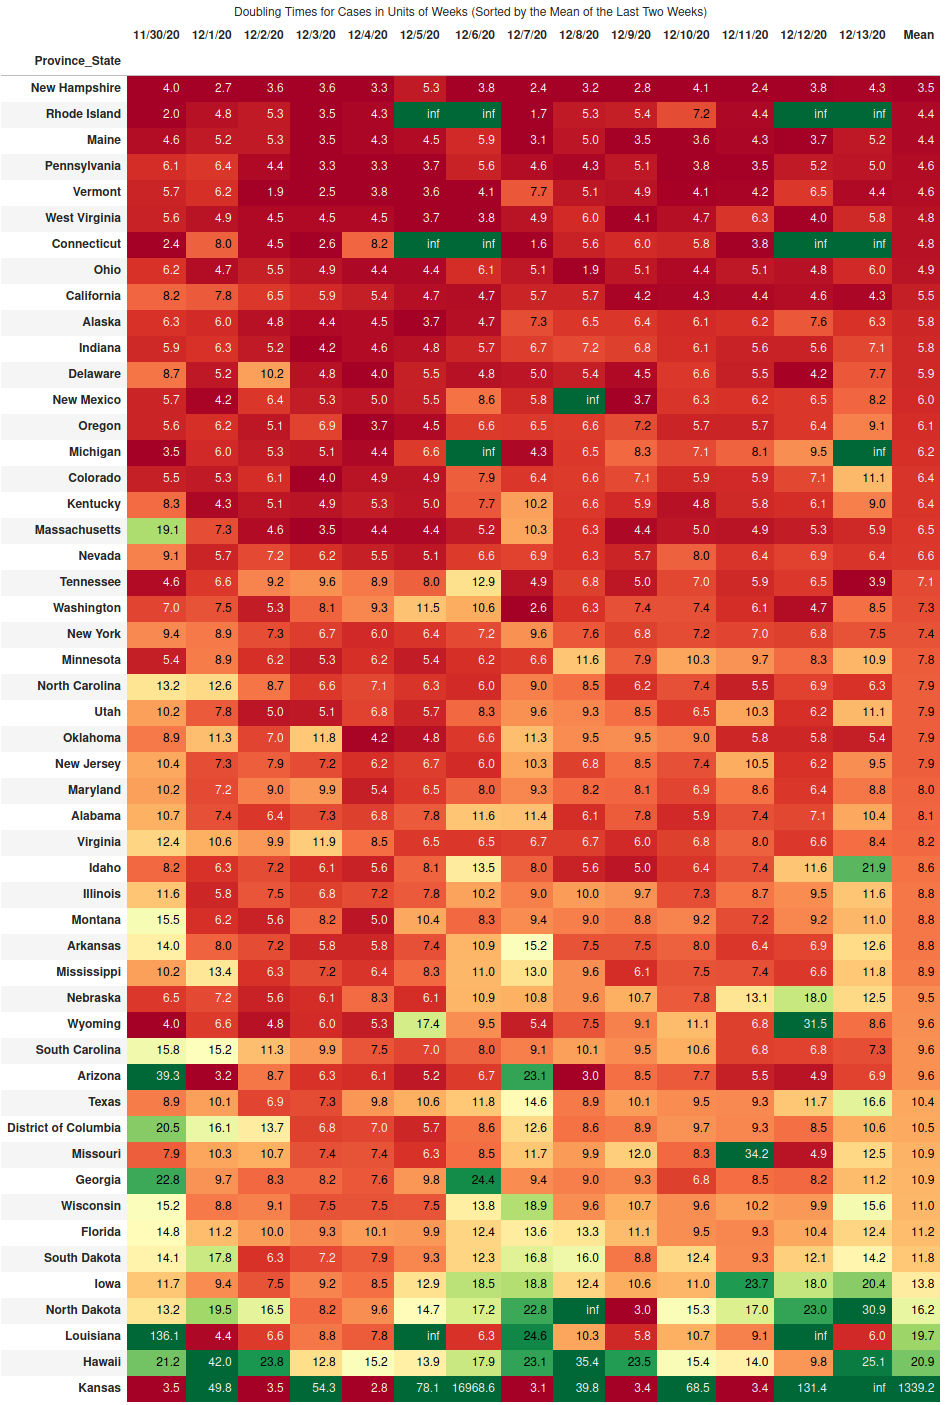 Doubling Times for Cases in Units of Weeks (Sorted by the Mean of the Last Two Weeks)
11/30/20 12/1/20 12/2/20 12/3/20 12/4/20 12/5/20 12/6/20 12/7/20 12/8/20 12/9/20 12/10/20 12/11/20 12/12/20 12/13/20 Mean
Province_State
New Hampshire 4.0 2.7 3.6 3.6 3.3 5.3 3.8 2.4 3.2 2.8 4.1 2.4 3.8 4.3 3.5
Rhode Island 2.0 4.8 5.3 3.5 4.3 inf inf 1.7 5.3 5.4 7.2 4.4 inf inf 4.4
Maine 4.6 5.2 5.3 3.5 4.3 4.5 5.9 3.1 5.0 3.5 3.6 4.3 3.7 5.2 4.4
Pennsylvania 6.1 6.4 4.4 3.3 3.3 3.7 5.6 4.6 4.3 5.1 3.8 3.5 5.2 5.0 4.6
Vermont 5.7 6.2 1.9 2.5 3.8 3.6 4.1 7.7 5.1 4.9 4.1 4.2 6.5 4.4 4.6
West Virginia 5.6 4.9 4.5 4.5 4.5 3.7 3.8 4.9 6.0 4.1 4.7 6.3 4.0 5.8 4.8
Connecticut 2.4 8.0 4.5 2.6 8.2 inf inf 1.6 5.6 6.0 5.8 3.8 inf inf 4.8
Ohio 6.2 4.7 5.5 4.9 4.4 4.4 6.1 5.1 1.9 5.1 4.4 5.1 4.8 6.0 4.9
California 8.2 7.8 6.5 5.9 5.4 4.7 4.7 5.7 5.7 4.2 4.3 4.4 4.6 4.3 5.5
Alaska 6.3 6.0 4.8 4.4 4.5 3.7 4.7 7.3 6.5 6.4 6.1 6.2 7.6 6.3 5.8
Indiana 5.9 6.3 5.2 4.2 4.6 4.8 5.7 6.7 7.2 6.8 6.1 5.6 5.6 7.1 5.8
Delaware 8.7 5.2 10.2 4.8 4.0 5.5 4.8 5.0 5.4 4.5 6.6 5.5 4.2 7.7 5.9
New Mexico 5.7 4.2 6.4 5.3 5.0 5.5 8.6 5.8 inf 3.7 6.3 6.2 6.5 8.2 6.0
Oregon 5.6 6.2 5.1 6.9 3.7 4.5 6.6 6.5 6.6 7.2 5.7 5.7 6.4 9.1 6.1
Michigan 3.5 6.0 5.3 5.1 4.4 6.6 inf 4.3 6.5 8.3 7.1 8.1 9.5 inf 6.2
Colorado 5.5 5.3 6.1 4.0 4.9 4.9 7.9 6.4 6.6 7.1 5.9 5.9 7.1 11.1 6.4
Kentucky 8.3 4.3 5.1 4.9 5.3 5.0 7.7 10.2 6.6 5.9 4.8 5.8 6.1 9.0 6.4
Massachusetts 19.1 7.3 4.6 3.5 4.4 4.4 5.2 10.3 6.3 4.4 5.0 4.9 5.3 5.9 6.5
Nevada 9.1 5.7 7.2 6.2 5.5 5.1 6.6 6.9 6.3 5.7 8.0 6.4 6.9 6.4 6.6
Tennessee 4.6 6.6 9.2 9.6 8.9 8.0 12.9 4.9 6.8 5.0 7.0 5.9 6.5 3.9 7.1
Washington 7.0 7.5 5.3 8.1 9.3 11.5 10.6 2.6 6.3 7.4 7.4 6.1 4.7 8.5 7.3
New York 9.4 8.9 7.3 6.7 6.0 6.4 7.2 9.6 7.6 6.8 7.2 7.0 6.8 7.5 7.4
Minnesota 5.4 8.9 6.2 5.3 6.2 5.4 6.2 6.6 11.6 7.9 10.3 9.7 8.3 10.9 7.8
North Carolina 13.2 12.6 8.7 6.6 7.1 6.3 6.0 9.0 8.5 6.2 7.4 5.5 6.9 6.3 7.9
Utah 10.2 7.8 5.0 5.1 6.8 5.7 8.3 9.6 9.3 8.5 6.5 10.3 6.2 11.1 7.9
Oklahoma 8.9 11.3 7.0 11.8 4.2 4.8 6.6 11.3 9.5 9.5 9.0 5.8 5.8 5.4 7.9
New Jersey 10.4 7.3 7.9 7.2 6.2 6.7 6.0 10.3 6.8 8.5 7.4 10.5 6.2 9.5 7.9
Maryland 10.2 7.2 9.0 9.9 5.4 6.5 8.0 9.3 8.2 8.1 6.9 8.6 6.4 8.8 8.0
Alabama 10.7 7.4 6.4 7.3 6.8 7.8 11.6 11.4 6.1 7.8 5.9 7.4 7.1 10.4 8.1
Virginia 12.4 10.6 9.9 11.9 8.5 6.5 6.5 6.7 6.7 6.0 6.8 8.0 6.6 8.4 8.2
Idaho 8.2 6.3 7.2 6.1 5.6 8.1 13.5 8.0 5.6 5.0 6.4 7.4 11.6 21.9 8.6
Illinois 11.6 5.8 7.5 6.8 7.2 7.8 10.2 9.0 10.0 9.7 7.3 8.7 9.5 11.6 8.8
Montana 15.5 6.2 5.6 8.2 5.0 10.4 8.3 9.4 9.0 8.8 9.2 7.2 9.2 11.0 8.8
Arkansas 14.0 8.0 7.2 5.8 5.8 7.4 10.9 15.2 7.5 7.5 8.0 6.4 6.9 12.6 8.8
Mississippi 10.2 13.4 6.3 7.2 6.4 8.3 11.0 13.0 9.6 6.1 7.5 7.4 6.6 11.8 8.9
Nebraska 6.5 7.2 5.6 6.1 8.3 6.1 10.9 10.8 9.6 10.7 7.8 13.1 18.0 12.5 9.5
Wyoming 4.0 6.6 4.8 6.0 5.3 17.4 9.5 5.4 7.5 9.1 11.1 6.8 31.5 8.6 9.6
South Carolina 15.8 15.2 11.3 9.9 7.5 7.0 8.0 9.1 10.1 9.5 10.6 6.8 6.8 7.3 9.6
Arizona 39.3 3.2 8.7 6.3 6.1 5.2 6.7 23.1 3.0 8.5 7.7 5.5 4.9 6.9 9.6
Texas 8.9 10.1 6.9 7.3 9.8 10.6 11.8 14.6 8.9 10.1 9.5 9.3 11.7 16.6 10.4
District of Columbia 20.5 16.1 13.7 6.8 7.0 5.7 8.6 12.6 8.6 8.9 9.7 9.3 8.5 10.6 10.5
Missouri 7.9 10.3 10.7 7.4 7.4 6.3 8.5 11.7 9.9 12.0 8.3 34.2 4.9 12.5 10.9
Georgia 22.8 9.7 8.3 8.2 7.6 9.8 24.4 9.4 9.0 9.3 6.8 8.5 8.2 11.2 10.9
Wisconsin 15.2 8.8 9.1 7.5 7.5 7.5 13.8 18.9 9.6 10.7 9.6 10.2 9.9 15.6 11.0
Florida 14.8 11.2 10.0 9.3 10.1 9.9 12.4 13.6 13.3 11.1 9.5 9.3 10.4 12.4 11.2
South Dakota 14.1 17.8 6.3 7.2 7.9 9.3 12.3 16.8 16.0 8.8 12.4 9.3 12.1 14.2 11.8
Iowa 11.7 9.4 7.5 9.2 8.5 12.9 18.5 18.8 12.4 10.6 11.0 23.7 18.0 20.4 13.8
North Dakota 13.2 19.5 16.5 8.2 9.6 14.7 17.2 22.8 inf 3.0 15.3 17.0 23.0 30.9 16.2
Louisiana 136.1 4.4 6.6 8.8 7.8 inf 6.3 24.6 10.3 5.8 10.7 9.1 inf 6.0 19.7
Hawaii 21.2 42.0 23.8 12.8 15.2 13.9 17.9 23.1 35.4 23.5 15.4 14.0 9.8 25.1 20.9
Kansas 3.5 49.8 3.5 54.3 2.8 78.1 16968.6 3.1 39.8 3.4 68.5 3.4 131.4 inf 1339.2